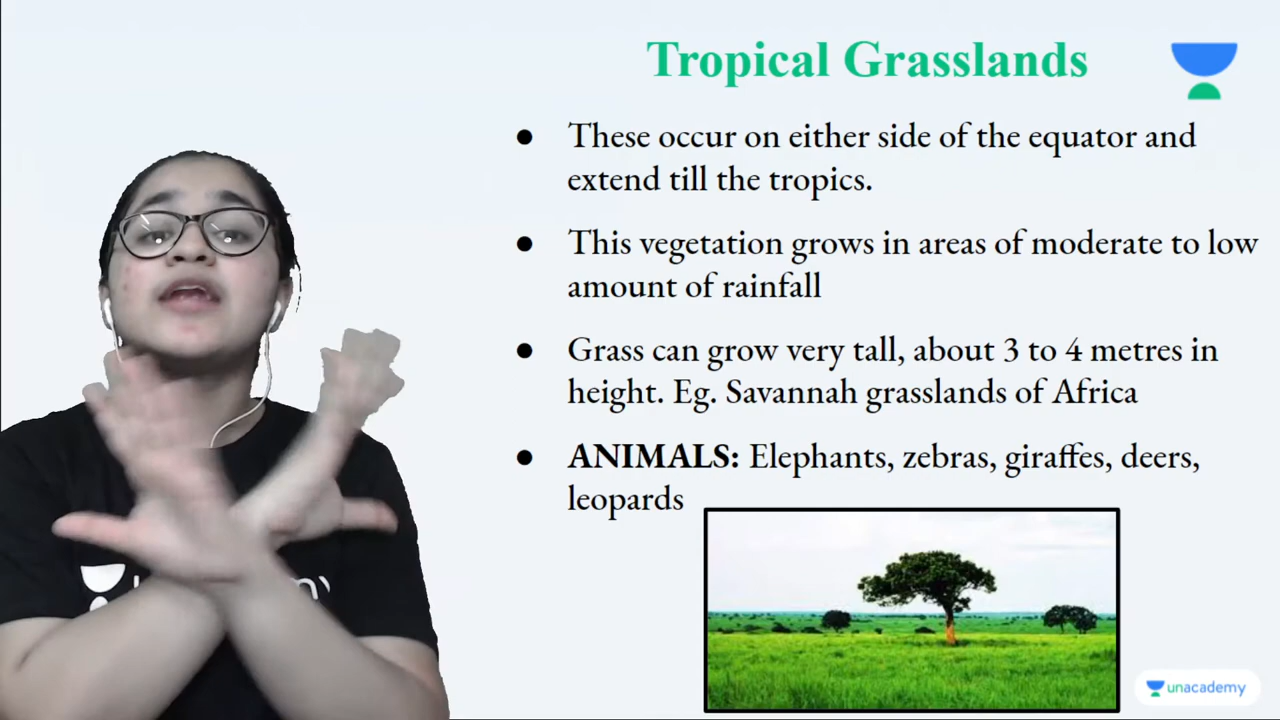 Tropical Grasslands
● These occur on either side of the equator and
extend till the tropics.
● This vegetation grows in areas of moderate to low
amount of rainfall
● Grass can grow very tall, about 3 to 4 metres in
height. Eg. Savannah grasslands of Africa
● ANIMALS: Elephants, zebras, giraffes, deers,
leopards
unacademy